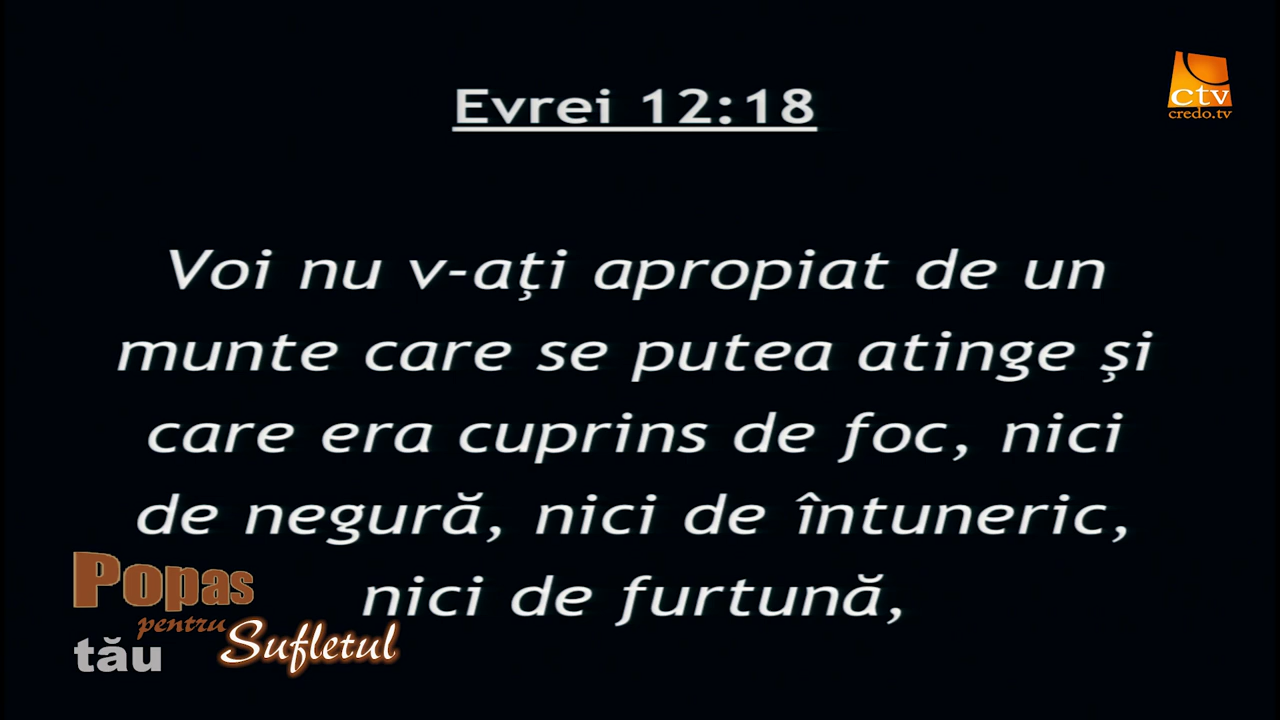 Evrei 12:18
ctv
credo.tv
Voi nu v-ați apropiat de un
munte care se putea atinge şi
care era cuprins de foc, nici
de negură, nici de întuneric,
nici de furtună,
Popas
pentru
Sufletul
tău